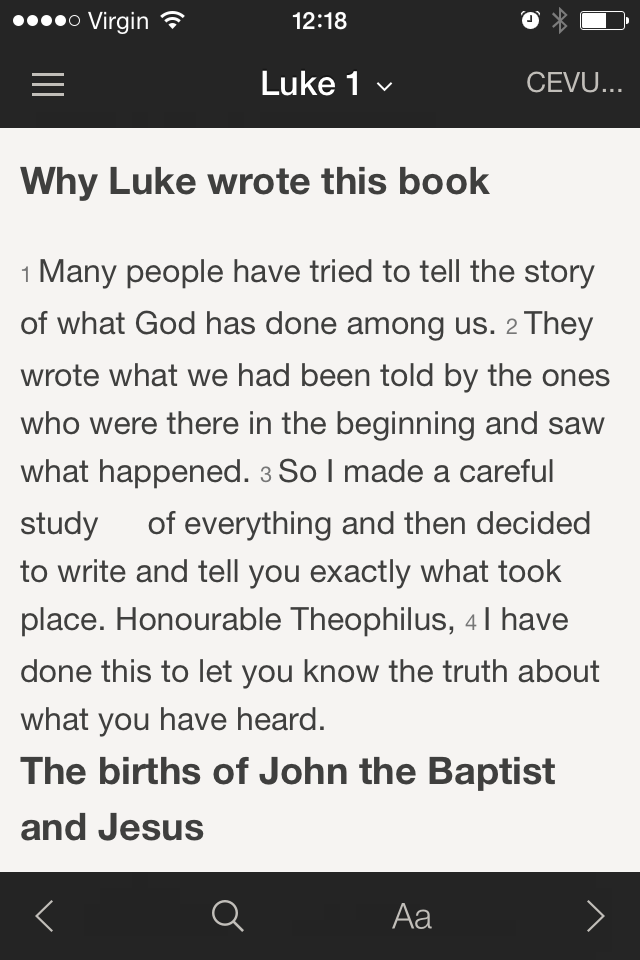 Virgin 12:18
Luke 1 CEVU...
Why Luke wrote this book
1 Many people have tried to tell the story
of what God has done among us. 2 They
wrote what we had been told by the ones
who were there in the beginning and saw
what happened. 3 So I made a careful
study of everything and then decided
to write and tell you exactly what took
place. Honourable Theophilus, 4 I have
done this to let you know the truth about
what you have heard.
The births of John the Baptist
and Jesus
Aa